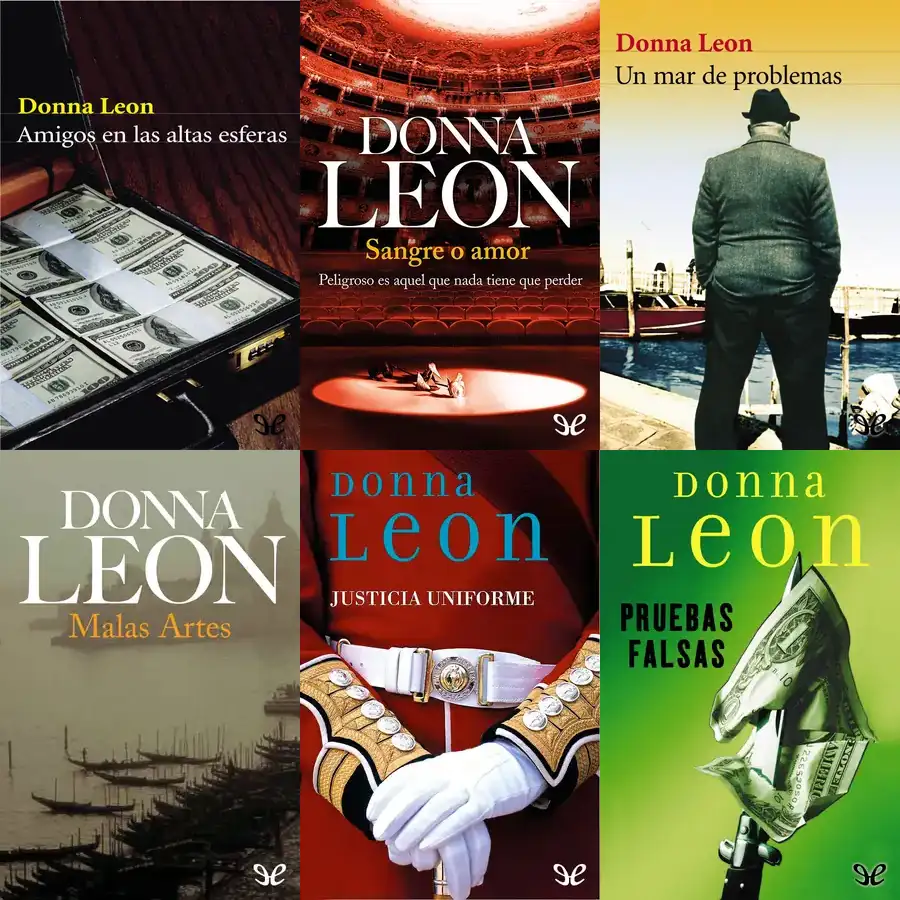 Donna Leon
Amigos en las altas esferas
DONNA
LEON
Sangre o amor
Peligroso es aquel que nada tiene que perder
Donna Leon
Un mar de problemas
DONNA
LEON
Malas Artes
Donna
Leon
JUSTICIA UNIFORME
Donna
Leon
PRUEBAS
FALSAS